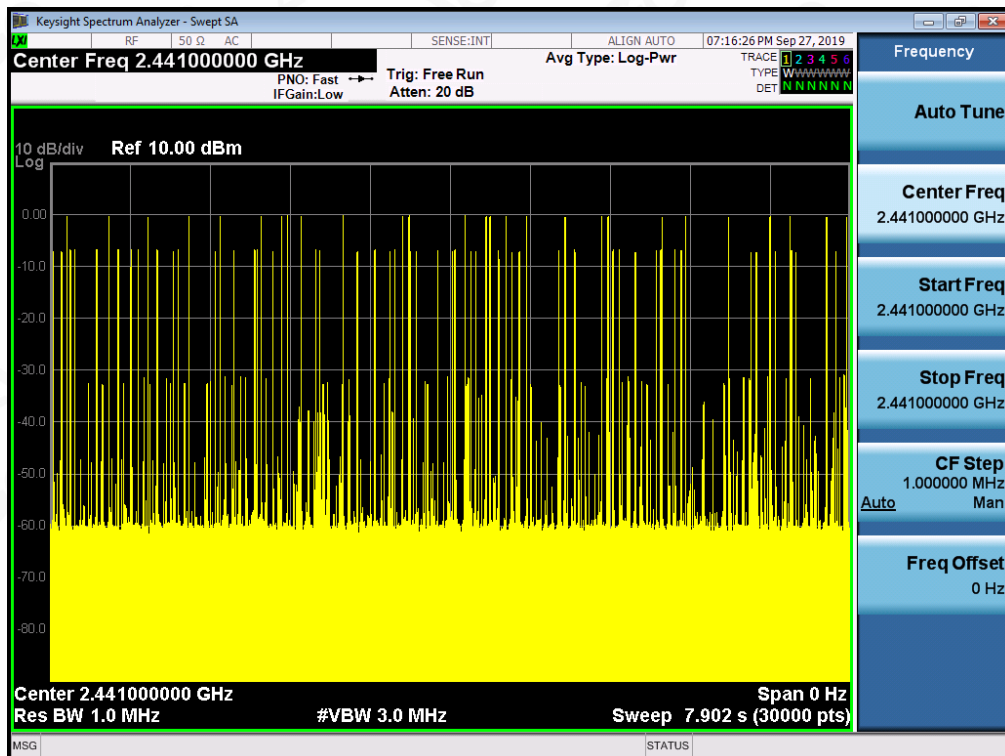 Keysight Spectrum Analyzer - Swept SA
LXI RF 50 Ω AC SENSE:INT ALIGN AUTO 07:16:26 PM Sep 27, 2019
Center Freq 2.441000000 GHz
PNO: Fast
IFGain:Low
Trig: Free Run
Atten: 20 dB
Avg Type: Log-Pwr
TRACE 1 2 3 4 5 6
TYPE WWWWWW
DET N N N N N N
10 dB/div Ref 10.00 dBm
Log
0.00
-10.0
-20.0
-30.0
-40.0
-50.0
-60.0
-70.0
-80.0
Center 2.441000000 GHz Span 0 Hz
Res BW 1.0 MHz #VBW 3.0 MHz Sweep 7.902 s (30000 pts)
MSG STATUS
Frequency
Auto Tune
Center Freq
2.441000000 GHz
Start Freq
2.441000000 GHz
Stop Freq
2.441000000 GHz
CF Step
1.000000 MHz
Auto Man
Freq Offset
0 Hz